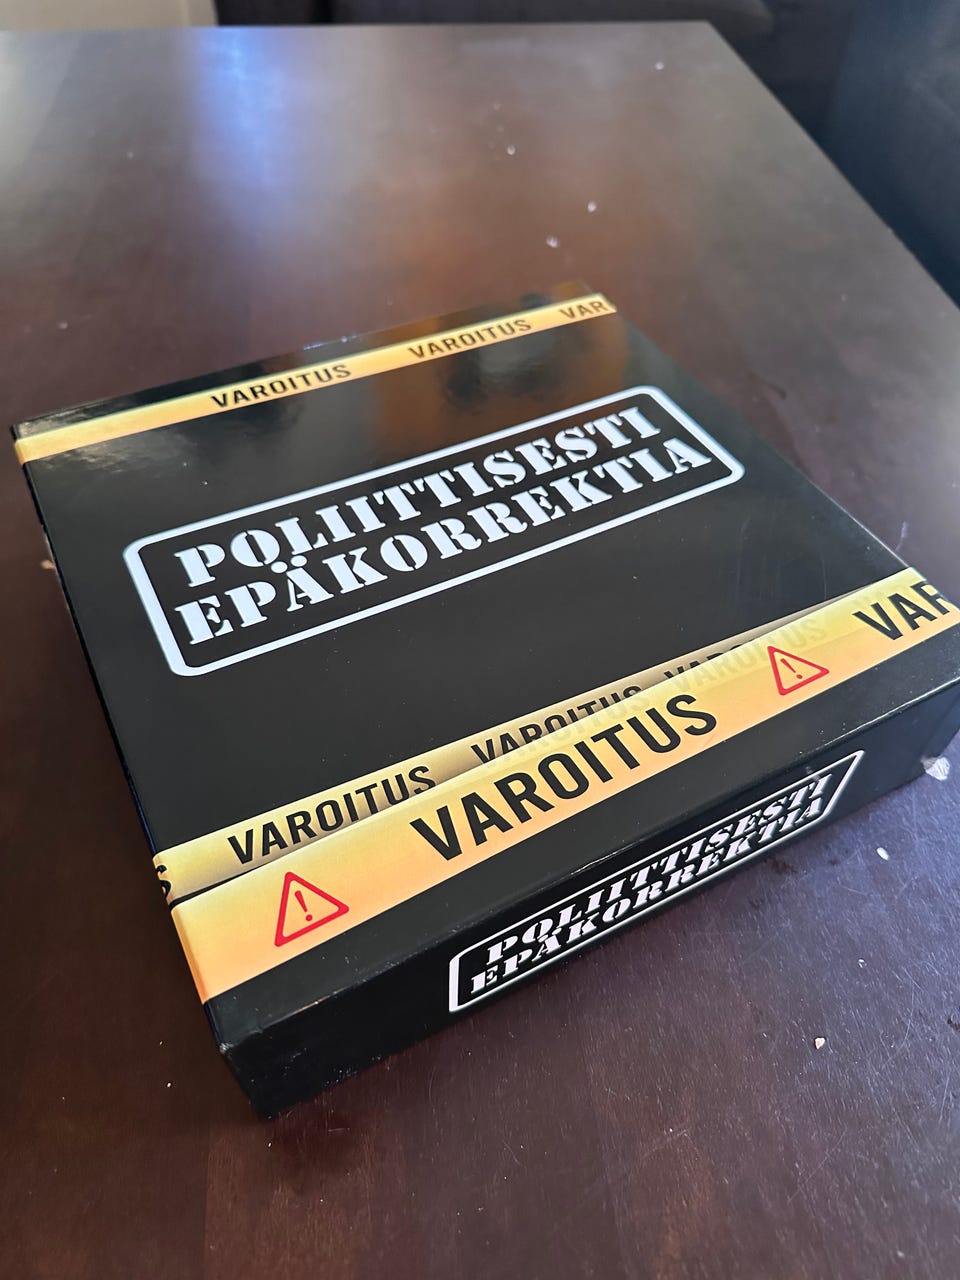 VAROITUS VAROITUS VAR
POLIITTISESTI
EPÄKORREKTIA
VAROITUS VAROITUS VAROITUS
VAROITUS VAR
POLIITTISESTI
EPÄKORREKTIA